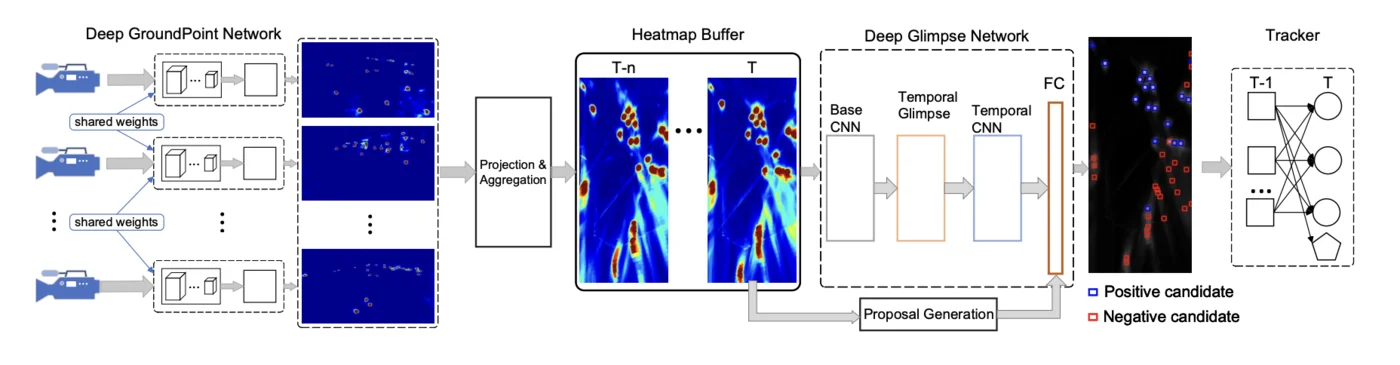 Deep GroundPoint Network
shared weights
shared weights
Projection &
Aggregation
Heatmap Buffer
T-n
T
Deep Glimpse Network
Base
CNN
Temporal
Glimpse
Temporal
CNN
FC
Proposal Generation
Positive candidate
Negative candidate
Tracker
T-1
T